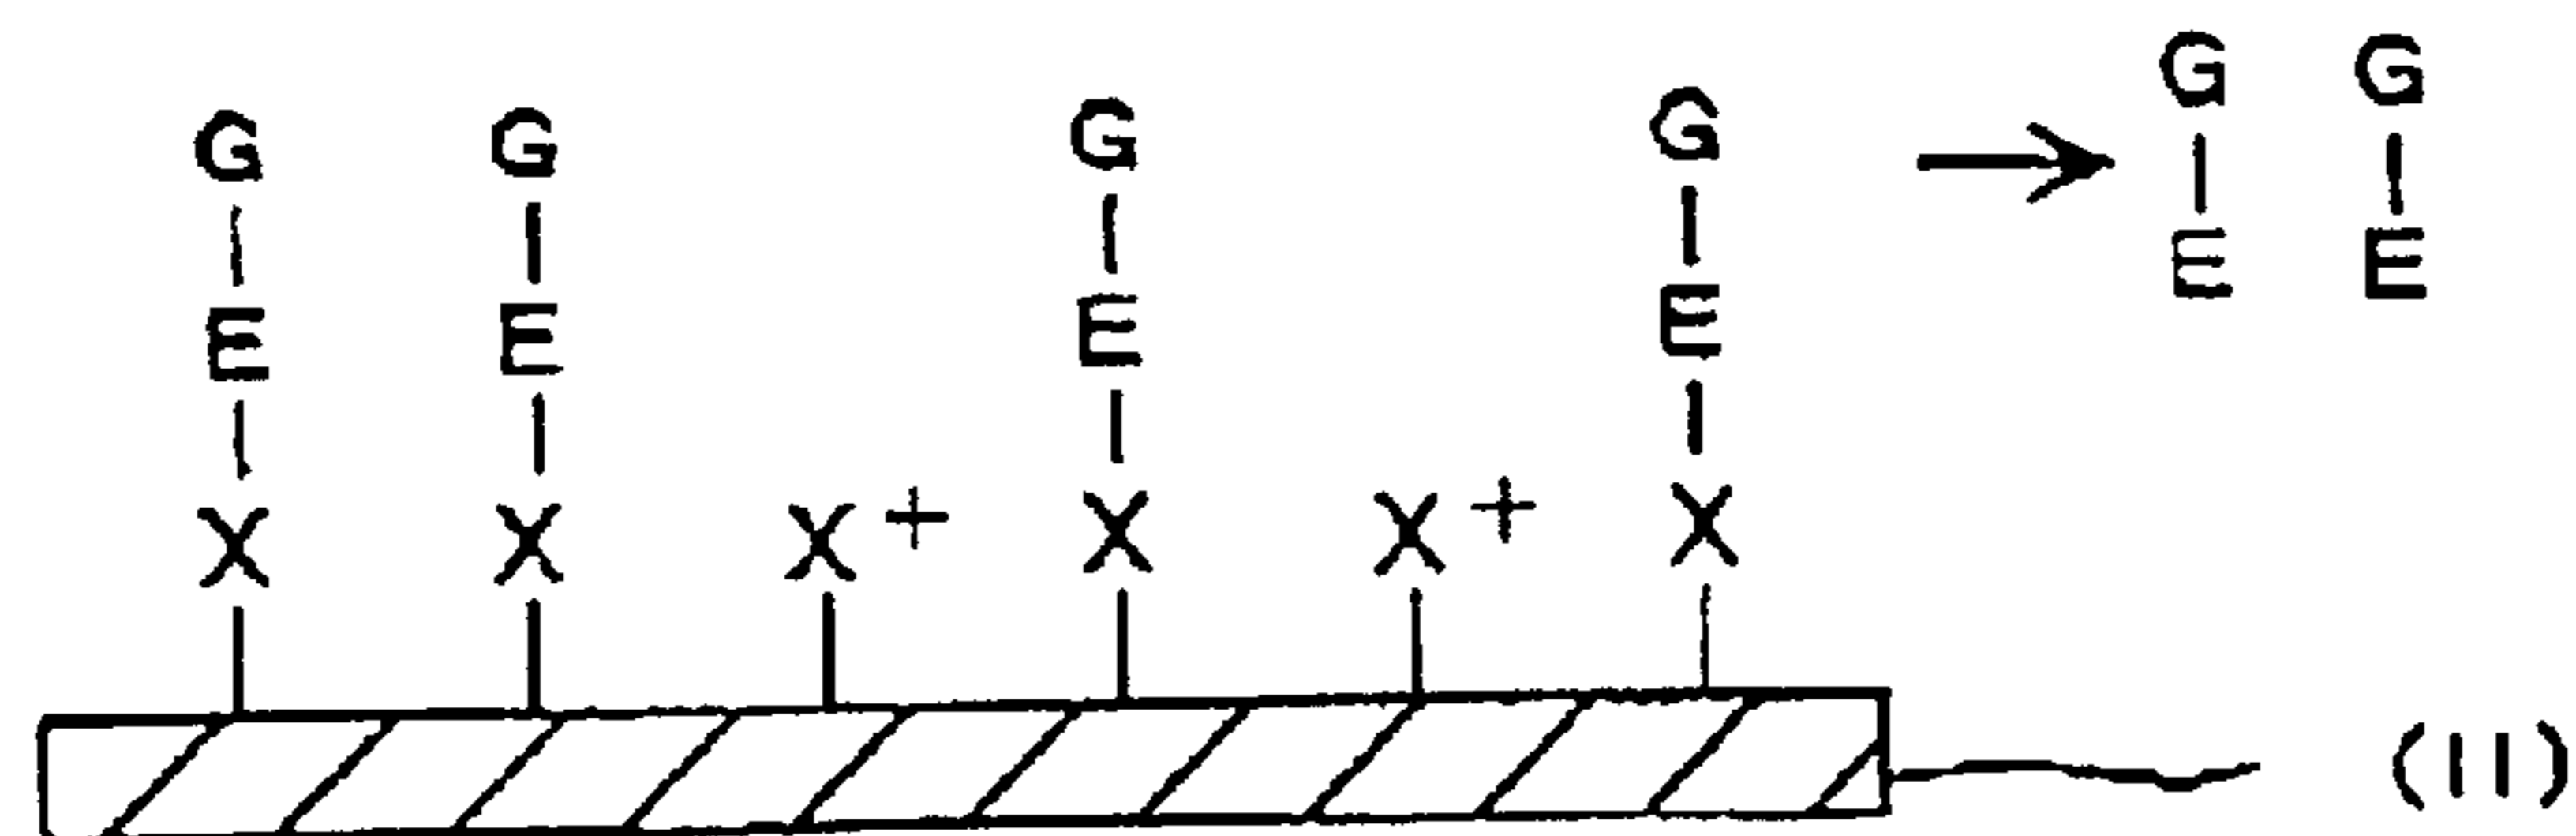 G G G G → G G
E E E E E E
X X X+ X X+ X
(11)